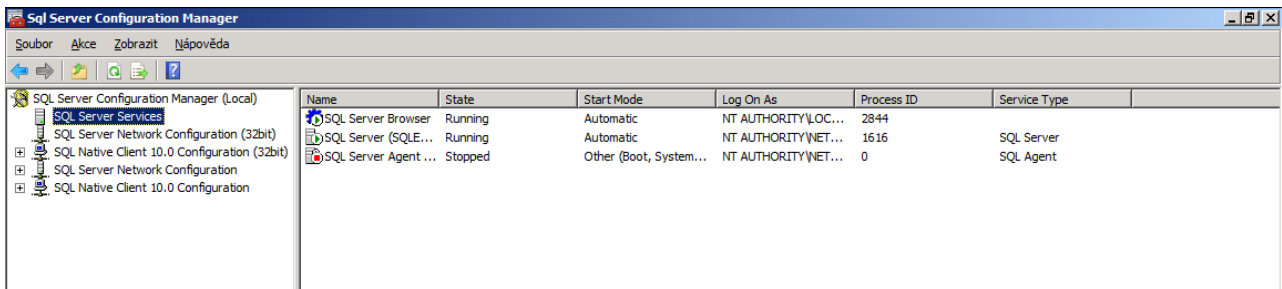 Sql Server Configuration Manager
Soubor Akce Zobrazit Nápověda
SQL Server Configuration Manager (Local)
SQL Server Services
SQL Server Network Configuration (32bit)
SQL Native Client 10.0 Configuration (32bit)
SQL Server Network Configuration
SQL Native Client 10.0 Configuration
Name State Start Mode Log On As Process ID Service Type
SQL Server Browser Running Automatic NT AUTHORITY\LOC... 2844
SQL Server (SQLE... Running Automatic NT AUTHORITY\NET... 1616 SQL Server
SQL Server Agent ... Stopped Other (Boot, System... NT AUTHORITY\NET... 0 SQL Agent